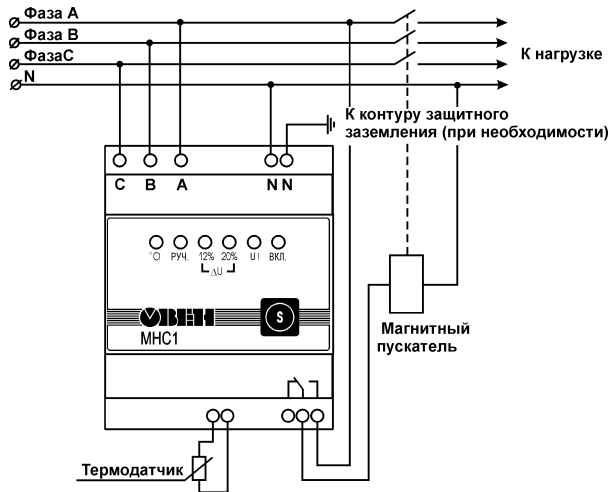 Фаза А
Фаза В
ФазаС
N
К нагрузке
К контуру защитного
заземления (при необходимости)
C B A N N
°C! РУЧ. 12% 20% U! ВКЛ.
ΔU
ОВЕН
S
МНС1
Магнитный
пускатель
Термодатчик